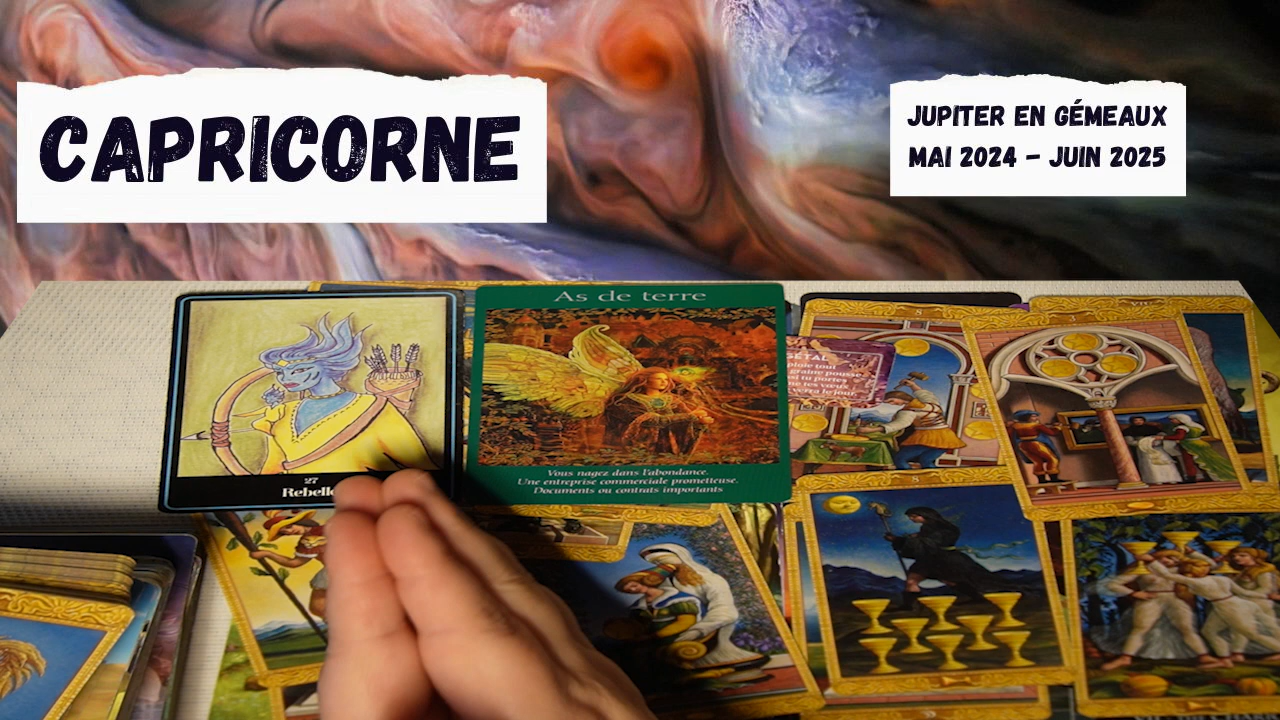 CAPRICORNE
JUPITER EN GÉMEAUX
MAI 2024 – JUIN 2025
As de terre
27
Vous nagez dans l'abondance.
Une entreprise commerciale prometteuse.
Documents ou contrats importants
8
3
8